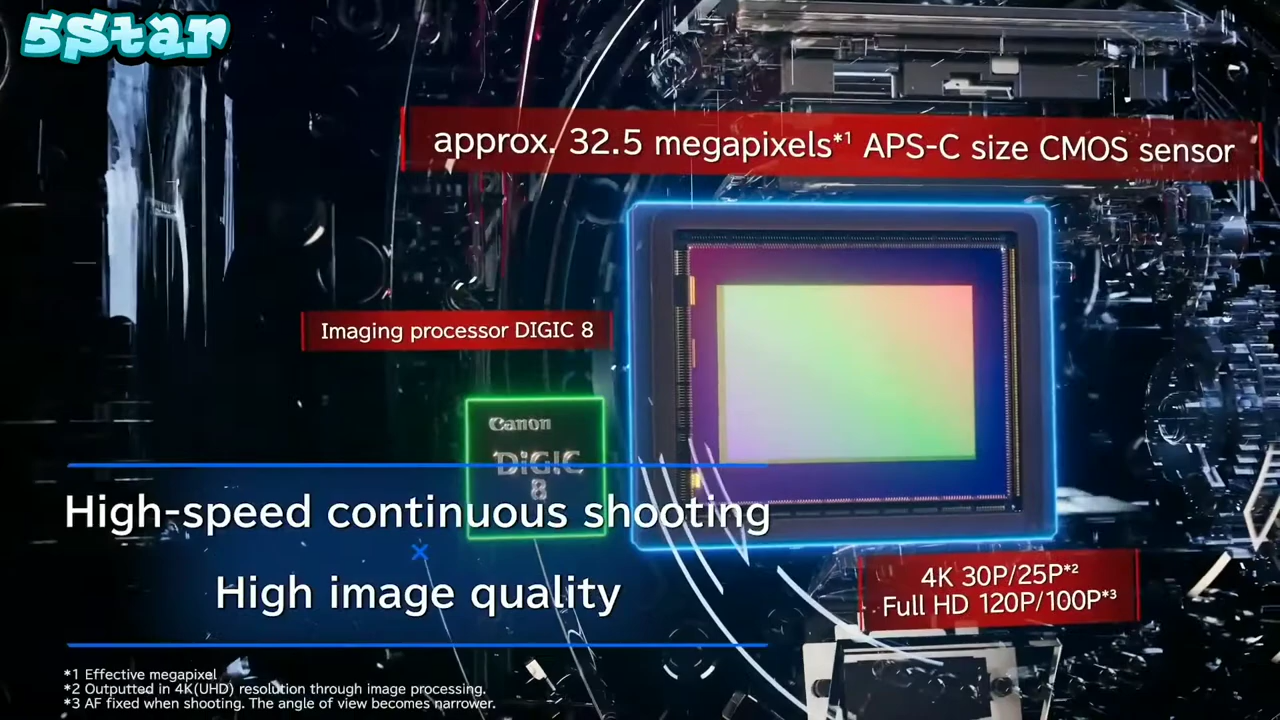 5Star
approx. 32.5 megapixels*1 APS-C size CMOS sensor
Imaging processor DIGIC 8
Canon
DIGIC
8
High-speed continuous shooting
×
High image quality
4K 30P/25P*2
Full HD 120P/100P*3
*1 Effective megapixel
*2 Outputted in 4K(UHD) resolution through image processing.
*3 AF fixed when shooting. The angle of view becomes narrower.